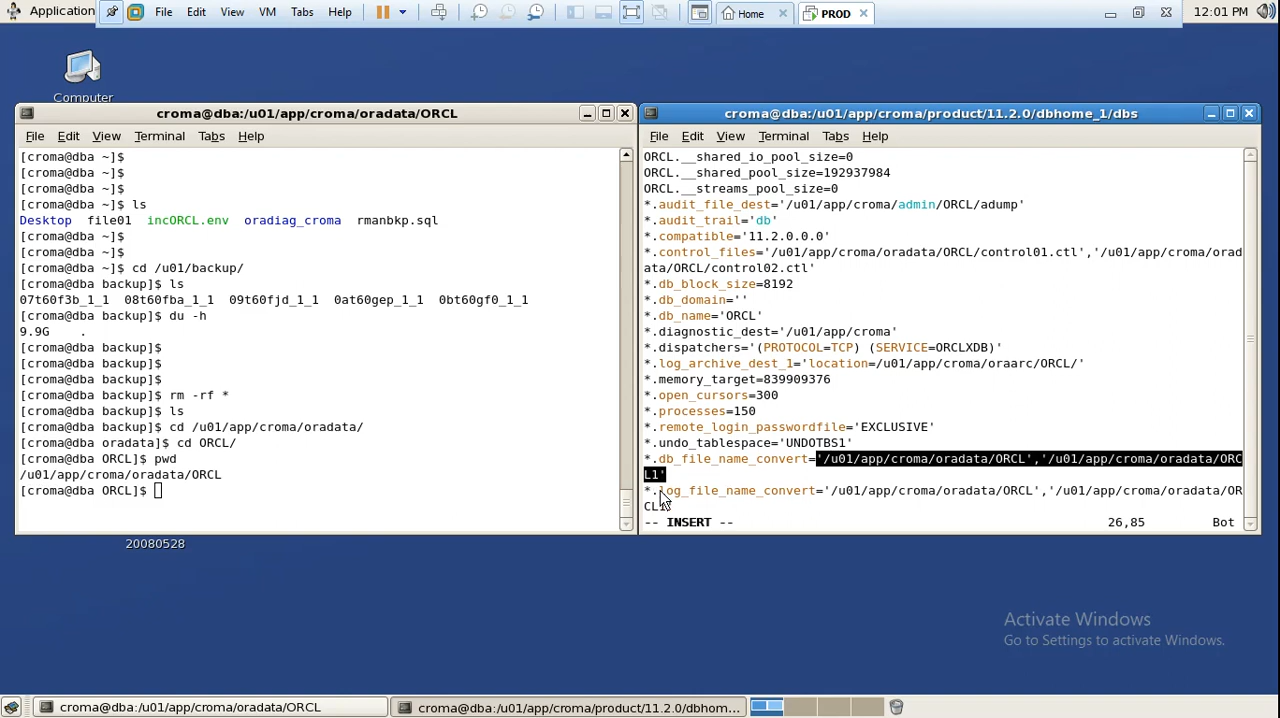 Application
File Edit View VM Tabs Help
Home
PROD
12:01 PM
Computer
croma@dba:/u01/app/croma/oradata/ORCL
File Edit View Terminal Tabs Help
[croma@dba ~]$
[croma@dba ~]$
[croma@dba ~]$
[croma@dba ~]$ ls
Desktop file01 incORCL.env oradiag_croma rmanbkp.sql
[croma@dba ~]$
[croma@dba ~]$
[croma@dba ~]$ cd /u01/backup/
[croma@dba backup]$ ls
07t60f3b_1_1 08t60fba_1_1 09t60fjd_1_1 0at60gep_1_1 0bt60gf0_1_1
[croma@dba backup]$ du -h
9.9G .
[croma@dba backup]$
[croma@dba backup]$
[croma@dba backup]$
[croma@dba backup]$ rm -rf *
[croma@dba backup]$ ls
[croma@dba backup]$ cd /u01/app/croma/oradata/
[croma@dba oradata]$ cd ORCL/
[croma@dba ORCL]$ pwd
/u01/app/croma/oradata/ORCL
[croma@dba ORCL]$
croma@dba:/u01/app/croma/product/11.2.0/dbhome_1/dbs
File Edit View Terminal Tabs Help
ORCL.__shared_io_pool_size=0
ORCL.__shared_pool_size=192937984
ORCL.__streams_pool_size=0
*.audit_file_dest='/u01/app/croma/admin/ORCL/adump'
*.audit_trail='db'
*.compatible='11.2.0.0.0'
*.control_files='/u01/app/croma/oradata/ORCL/control01.ctl','/u01/app/croma/orad
ata/ORCL/control02.ctl'
*.db_block_size=8192
*.db_domain=''
*.db_name='ORCL'
*.diagnostic_dest='/u01/app/croma'
*.dispatchers='(PROTOCOL=TCP) (SERVICE=ORCLXDB)'
*.log_archive_dest_1='location=/u01/app/croma/oraarc/ORCL/'
*.memory_target=839909376
*.open_cursors=300
*.processes=150
*.remote_login_passwordfile='EXCLUSIVE'
*.undo_tablespace='UNDOTBS1'
*.db_file_name_convert='/u01/app/croma/oradata/ORCL','/u01/app/croma/oradata/ORC
L1'
*.log_file_name_convert='/u01/app/croma/oradata/ORCL','/u01/app/croma/oradata/OR
CL1'
-- INSERT -- 26,85 Bot
20080528
Activate Windows
Go to Settings to activate Windows.
croma@dba:/u01/app/croma/oradata/ORCL
croma@dba:/u01/app/croma/product/11.2.0/dbhom...